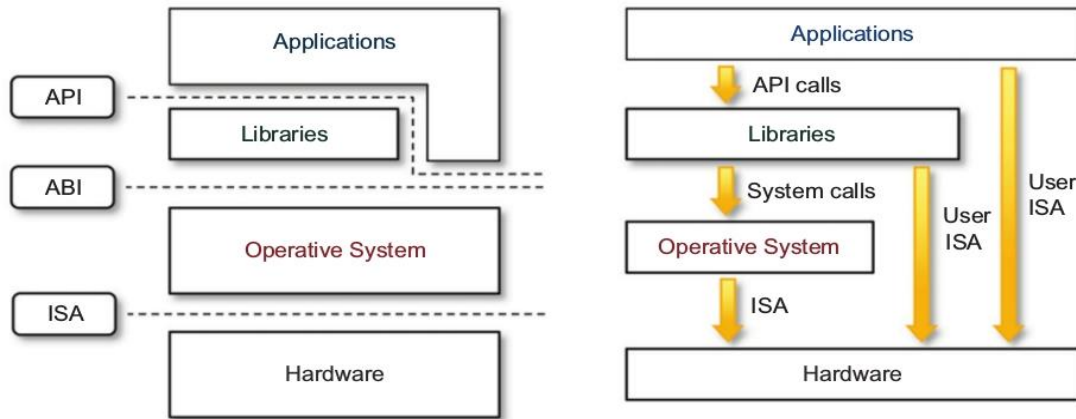 Applications
API
Libraries
ABI
Operative System
ISA
Hardware
Applications
API calls
Libraries
System calls
User
ISA
User
ISA
Operative System
ISA
Hardware